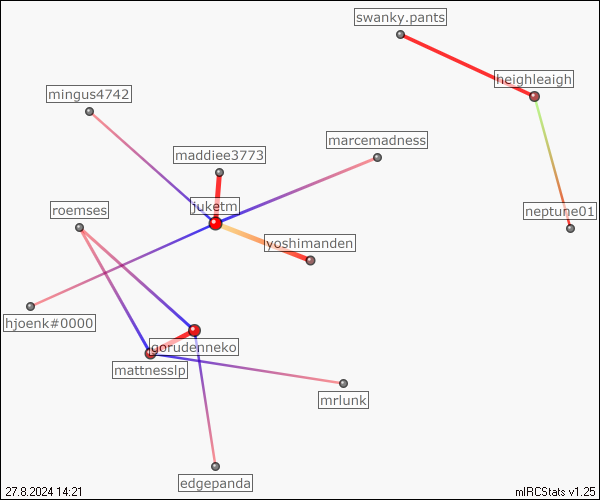 swanky.pants
heighleaigh
mingus4742
marcemadness
maddiee3773
juketm
roemses
neptune01
yoshimanden
hjoenk#0000
gorudenneko
mattnesslp
mrlunk
edgepanda
27.8.2024 14:21
mIRCStats v1.25